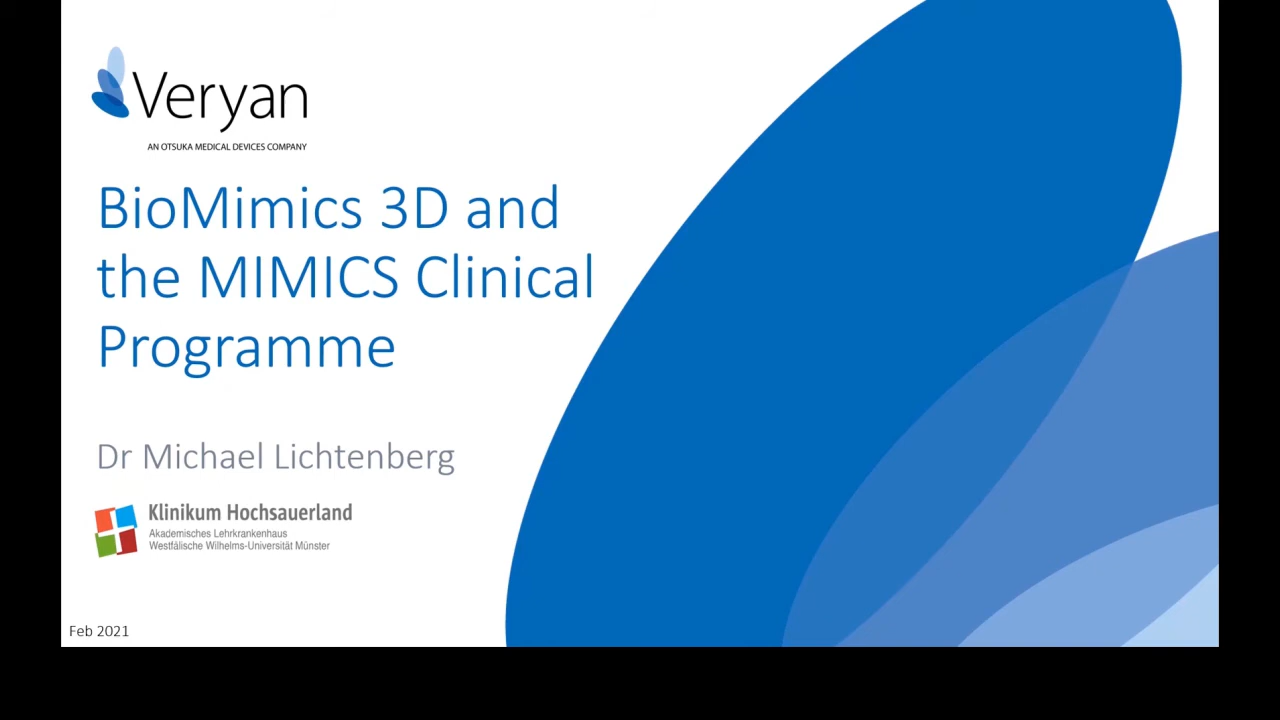 Veryan
AN OTSUKA MEDICAL DEVICES COMPANY
BioMimics 3D and
the MIMICS Clinical
Programme
Dr Michael Lichtenberg
Klinikum Hochsauerland
Akademisches Lehrkrankenhaus
Westfälische Wilhelms-Universität Münster
Feb 2021